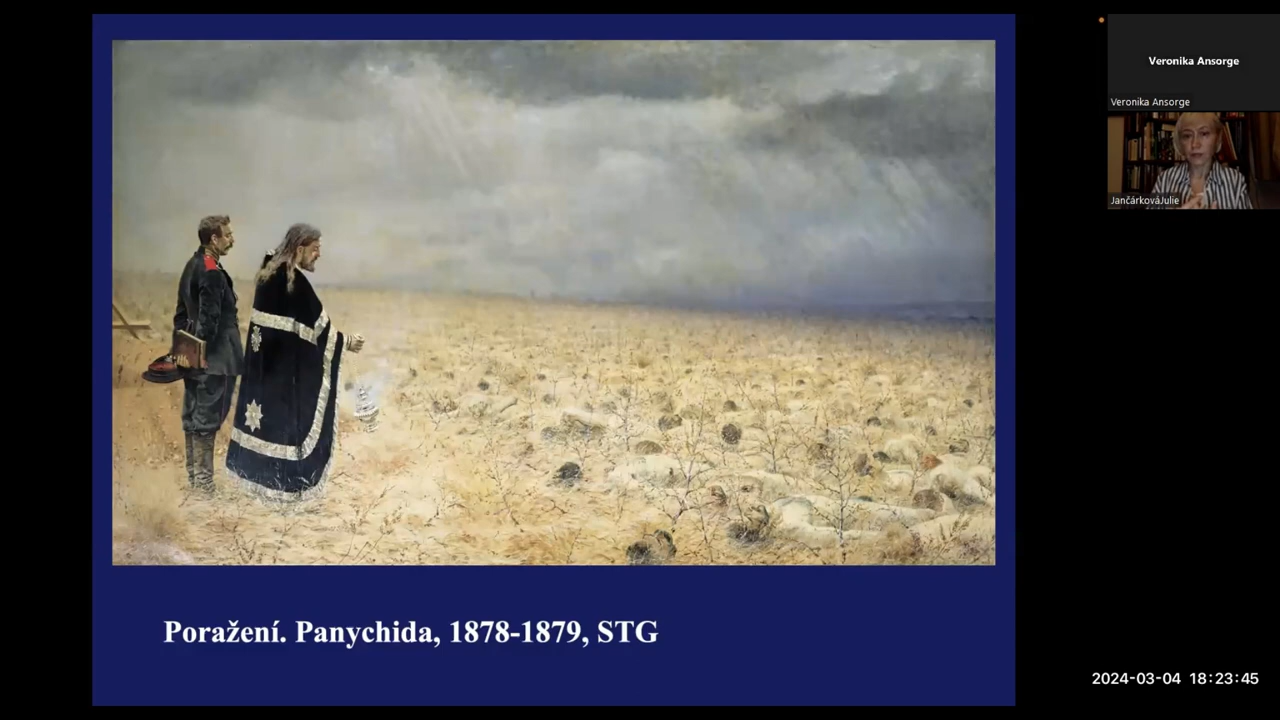 Veronika Ansorge
Veronika Ansorge
JančárkováJulie
Poražení. Panychida, 1878-1879, STG
2024-03-04 18:23:45